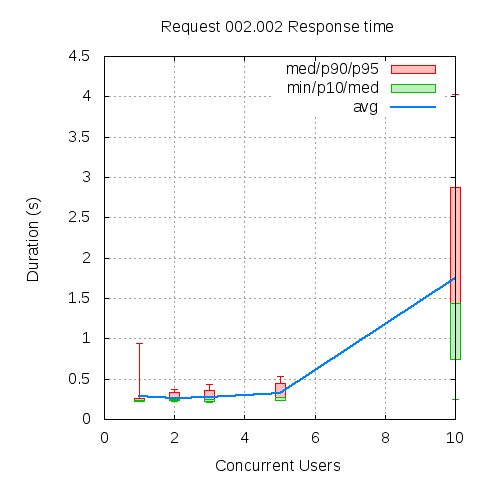 Request 002.002 Response time
med/p90/p95
min/p10/med
avg
4.5
4
3.5
3
2.5
2
1.5
1
0.5
0
0 2 4 6 8 10
Duration (s)
Concurrent Users